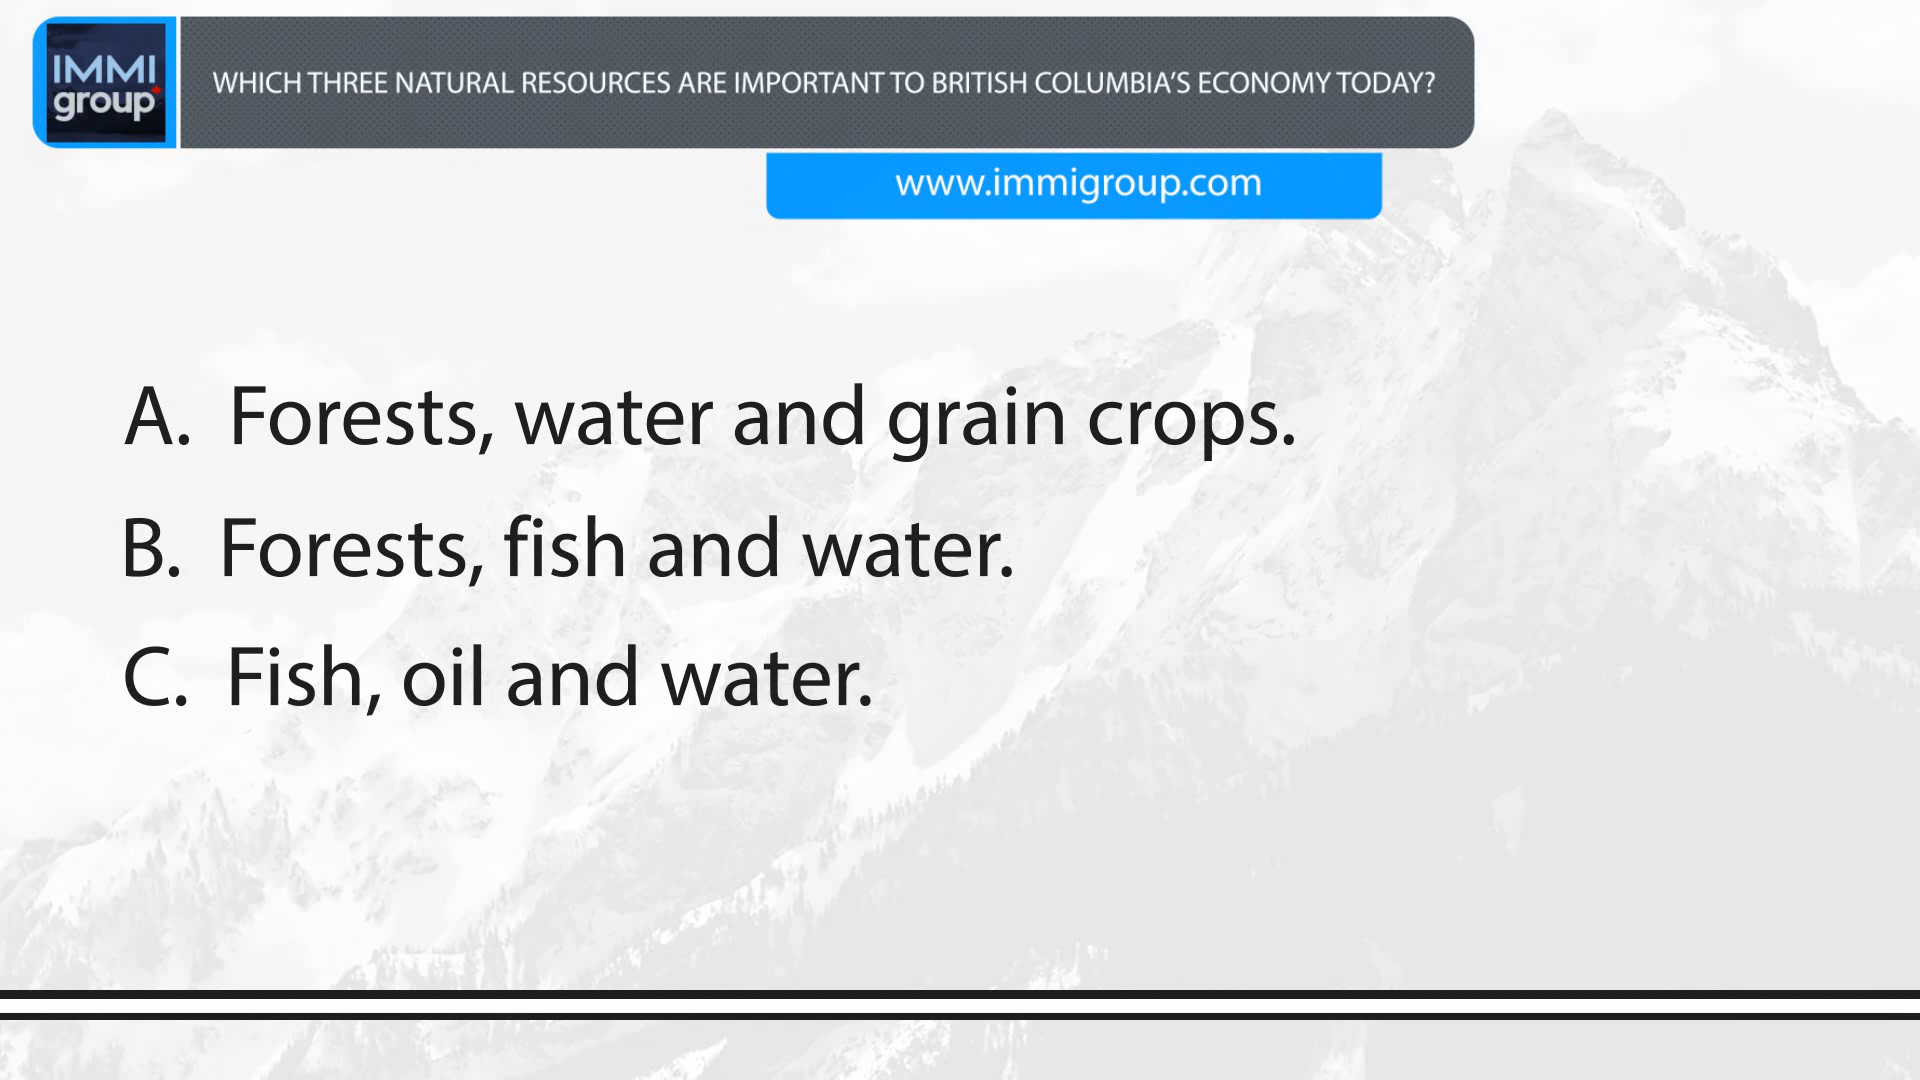 IMMI
group
WHICH THREE NATURAL RESOURCES ARE IMPORTANT TO BRITISH COLUMBIA'S ECONOMY TODAY?
www.immigroup.com
A. Forests, water and grain crops.
B. Forests, fish and water.
C. Fish, oil and water.